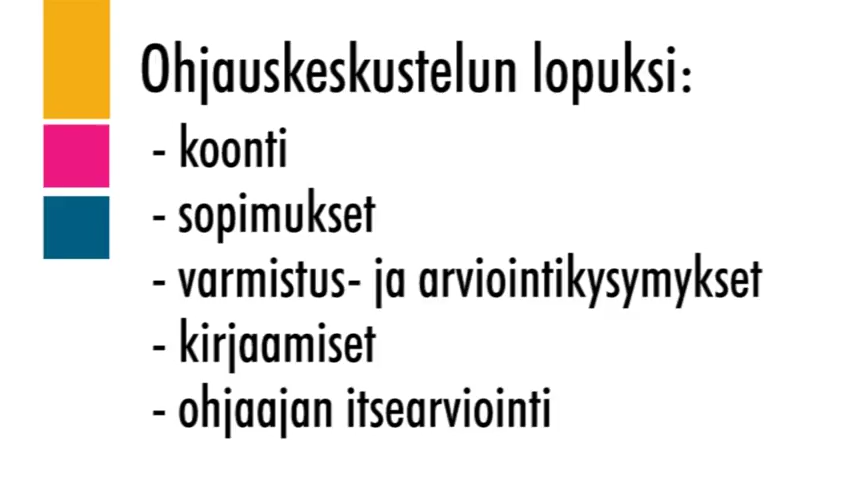 Ohjauskeskustelun lopuksi:
- koonti
- sopimukset
- varmistus- ja arviointikysymykset
- kirjaamiset
- ohjaajan itsearviointi